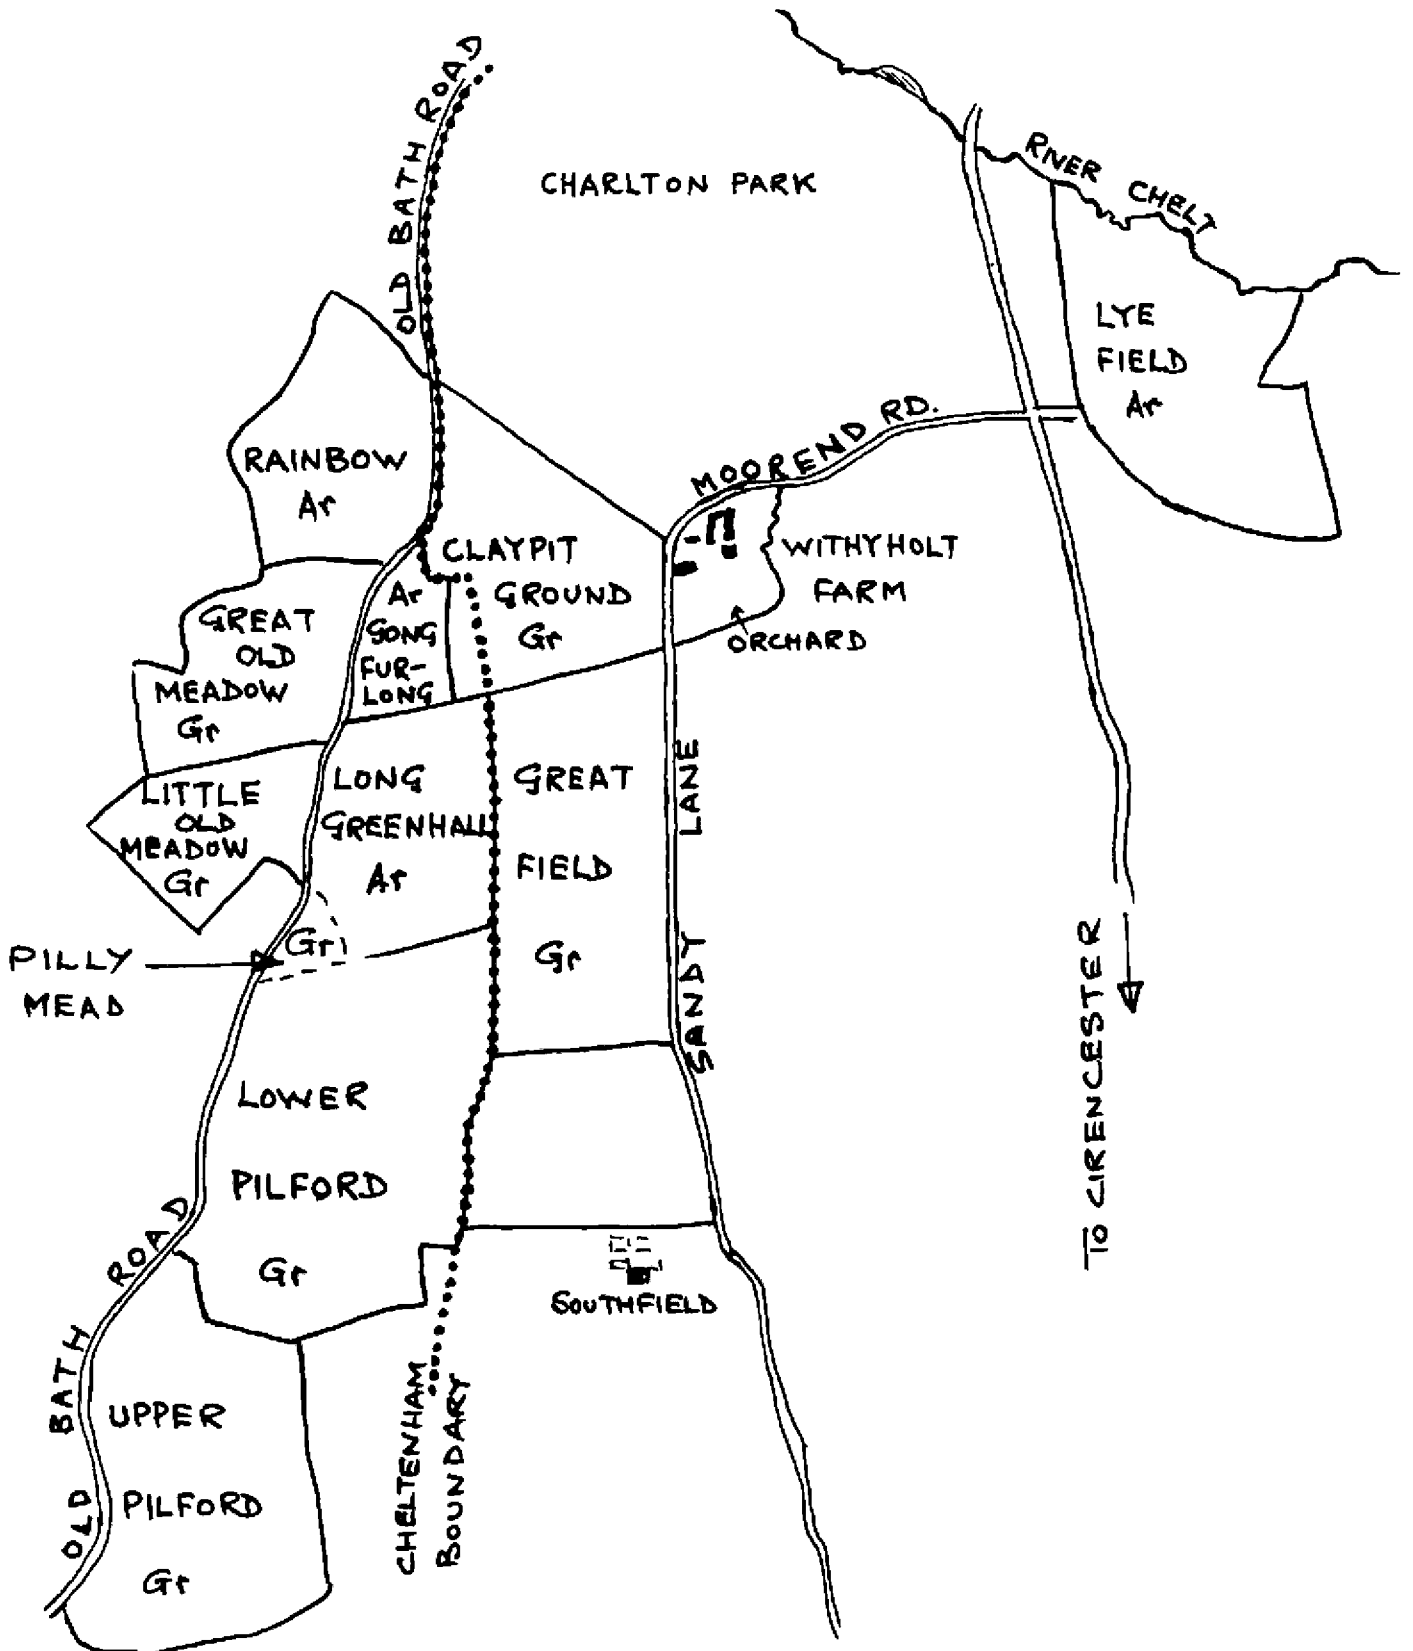 OLD BATH ROAD
CHARLTON PARK
RIVER CHELT
LYE
FIELD
Ar
MOOREND RD.
RAINBOW
Ar
CLAYPIT
GROUND
Gr
WITHYHOLT
FARM
ORCHARD
Ar
GONG
FUR-
LONG
GREAT
OLD
MEADOW
Gr
LITTLE
OLD
MEADOW
Gr
LONG
GREENHALL
Ar
GREAT
FIELD
Gr
SANDY LANE
PILLY
MEAD
Gr
TO CIRENCESTER
LOWER
PILFORD
Gr
SOUTHFIELD
OLD BATH ROAD
UPPER
PILFORD
Gr
CHELTENHAM
BOUNDARY